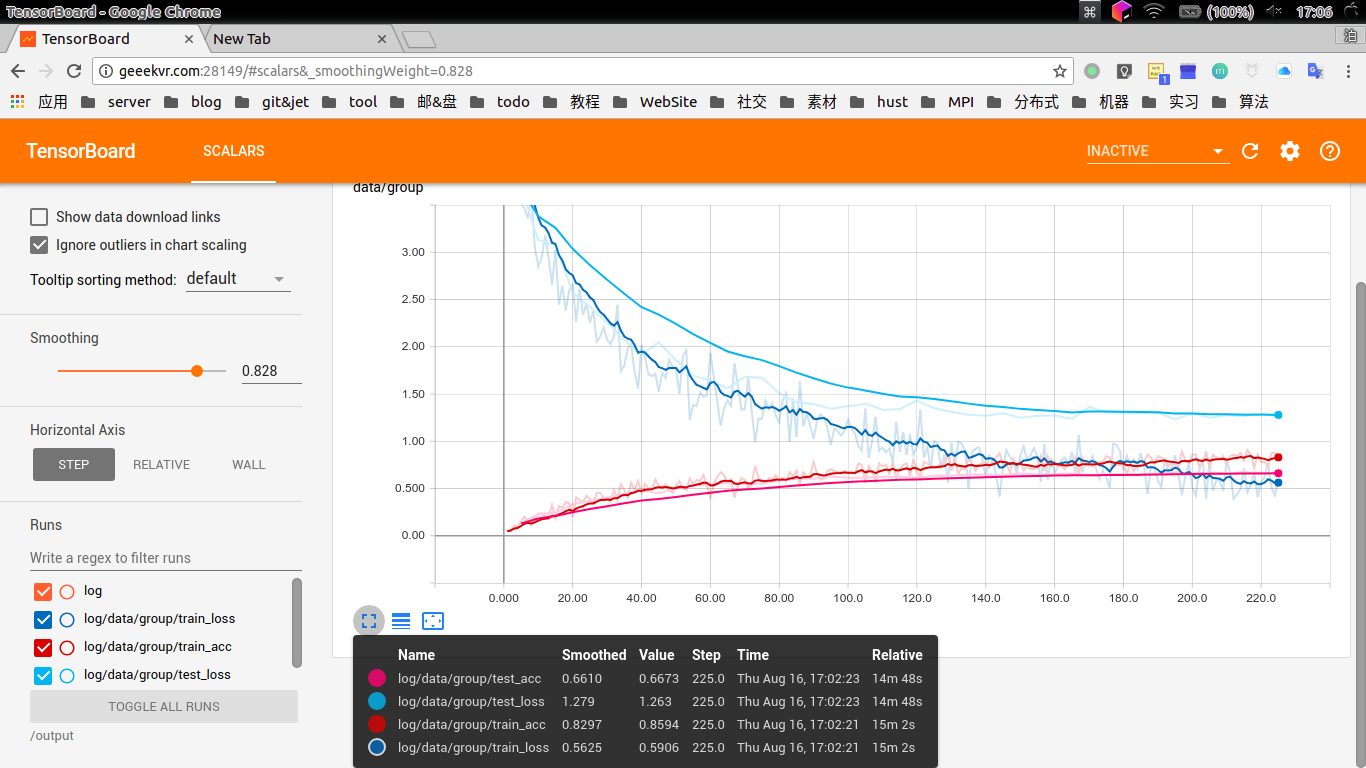 TensorBoard - Google Chrome (100%) 17:06
TensorBoard New Tab 泊
geeekvr.com:28149/#scalars&_smoothingWeight=0.828
应用 server blog git&jet tool 邮&盘 todo 教程 WebSite 社交 素材 hust MPI 分布式 机器 实习 算法
TensorBoard SCALARS INACTIVE
Show data download links
Ignore outliers in chart scaling
Tooltip sorting method: default
Smoothing
0.828
Horizontal Axis
STEP RELATIVE WALL
Runs
Write a regex to filter runs
log
log/data/group/train_loss
log/data/group/train_acc
log/data/group/test_loss
TOGGLE ALL RUNS
/output
data/group
3.00
2.50
2.00
1.50
1.00
0.500
0.00
0.000 20.00 40.00 60.00 80.00 100.0 120.0 140.0 160.0 180.0 200.0 220.0
Name Smoothed Value Step Time Relative
log/data/group/test_acc 0.6610 0.6673 225.0 Thu Aug 16, 17:02:23 14m 48s
log/data/group/test_loss 1.279 1.263 225.0 Thu Aug 16, 17:02:23 14m 48s
log/data/group/train_acc 0.8297 0.8594 225.0 Thu Aug 16, 17:02:21 15m 2s
log/data/group/train_loss 0.5625 0.5906 225.0 Thu Aug 16, 17:02:21 15m 2s